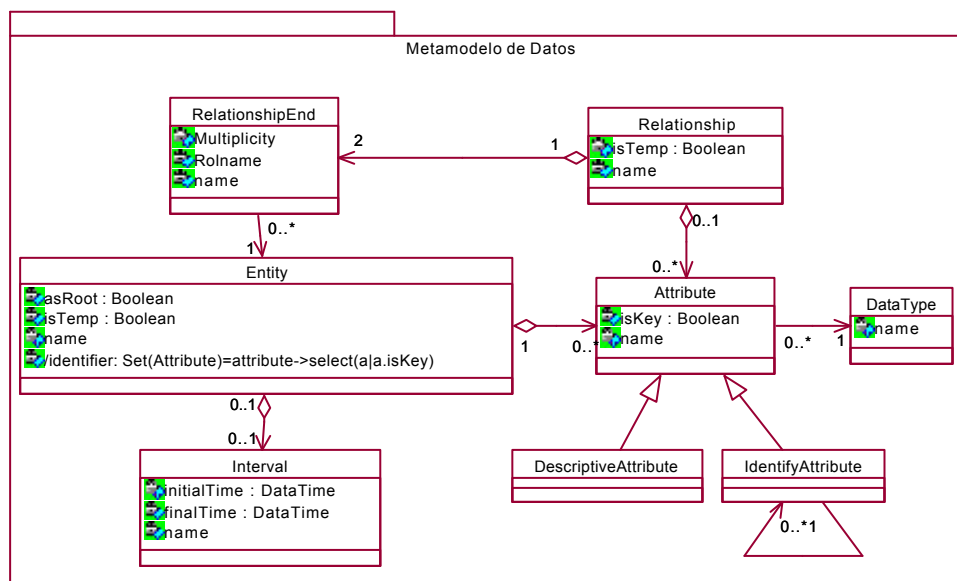 Metamodelo de Datos
RelationshipEnd
Multiplicity
Rolname
name
2
1
Relationship
isTemp : Boolean
name
0..*
1
0..1
0..*
Entity
asRoot : Boolean
isTemp : Boolean
name
/identifier: Set(Attribute)=attribute->select(a|a.isKey)
1
0..*
Attribute
isKey : Boolean
name
0..*
1
DataType
name
0..1
0..1
Interval
initialTime : DataTime
finalTime : DataTime
name
DescriptiveAttribute
IdentifyAttribute
0..*1